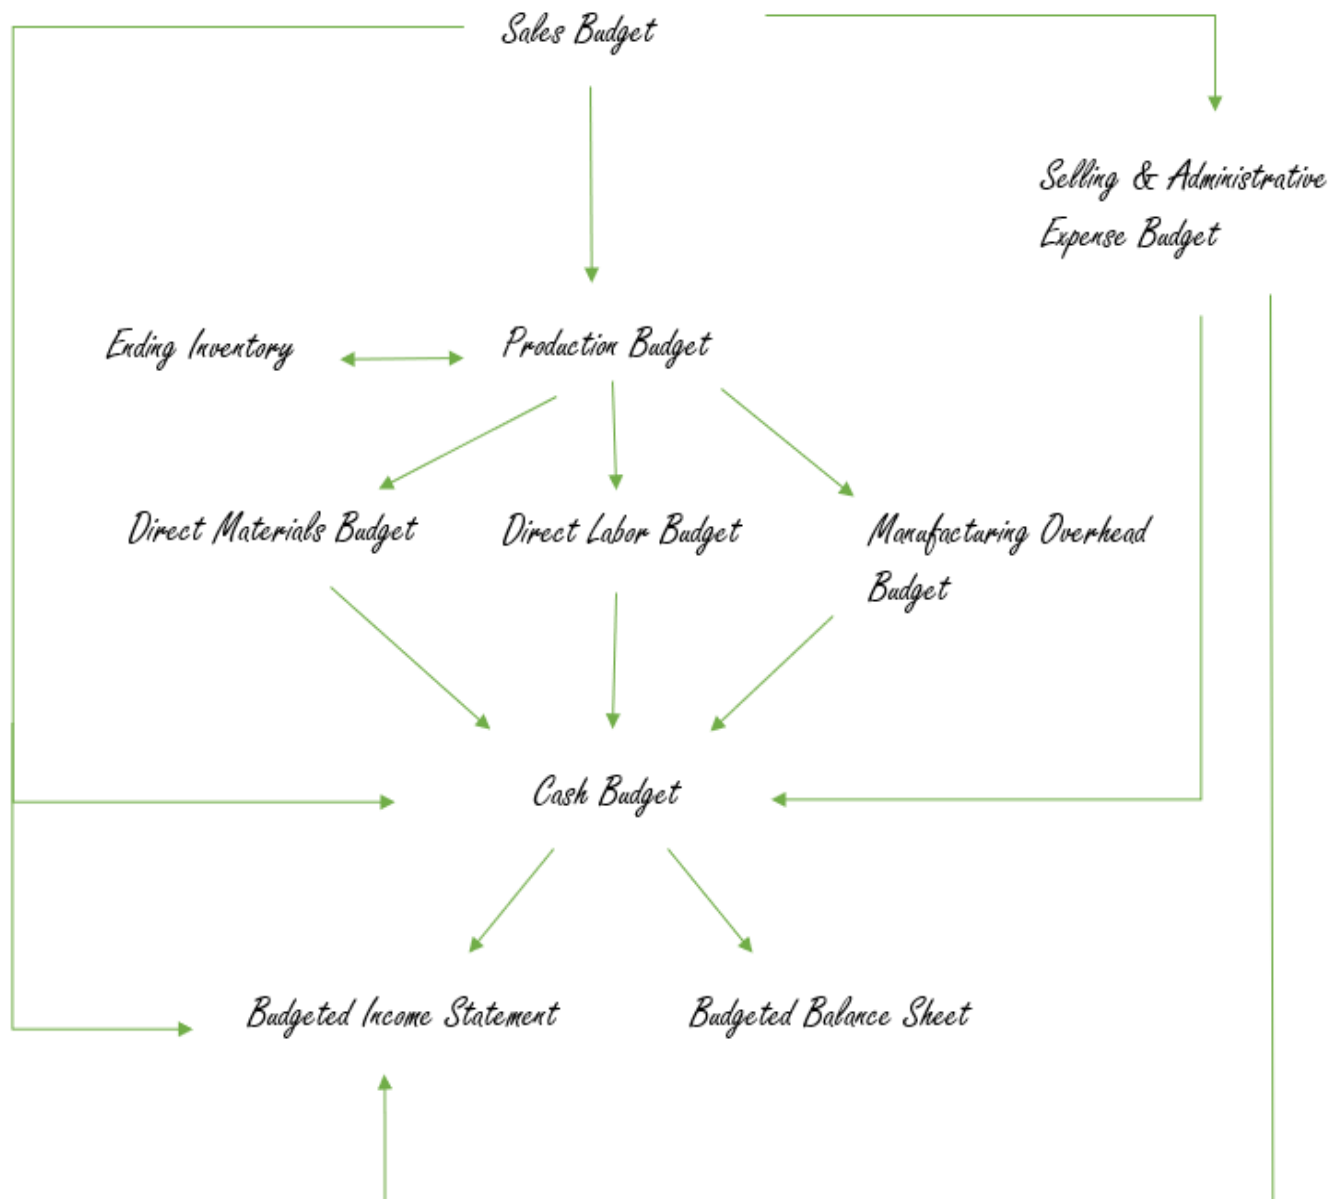 Sales Budget
Selling & Administrative
Expense Budget
Ending Inventory
Production Budget
Direct Materials Budget
Direct Labor Budget
Manufacturing Overhead
Budget
Cash Budget
Budgeted Income Statement
Budgeted Balance Sheet